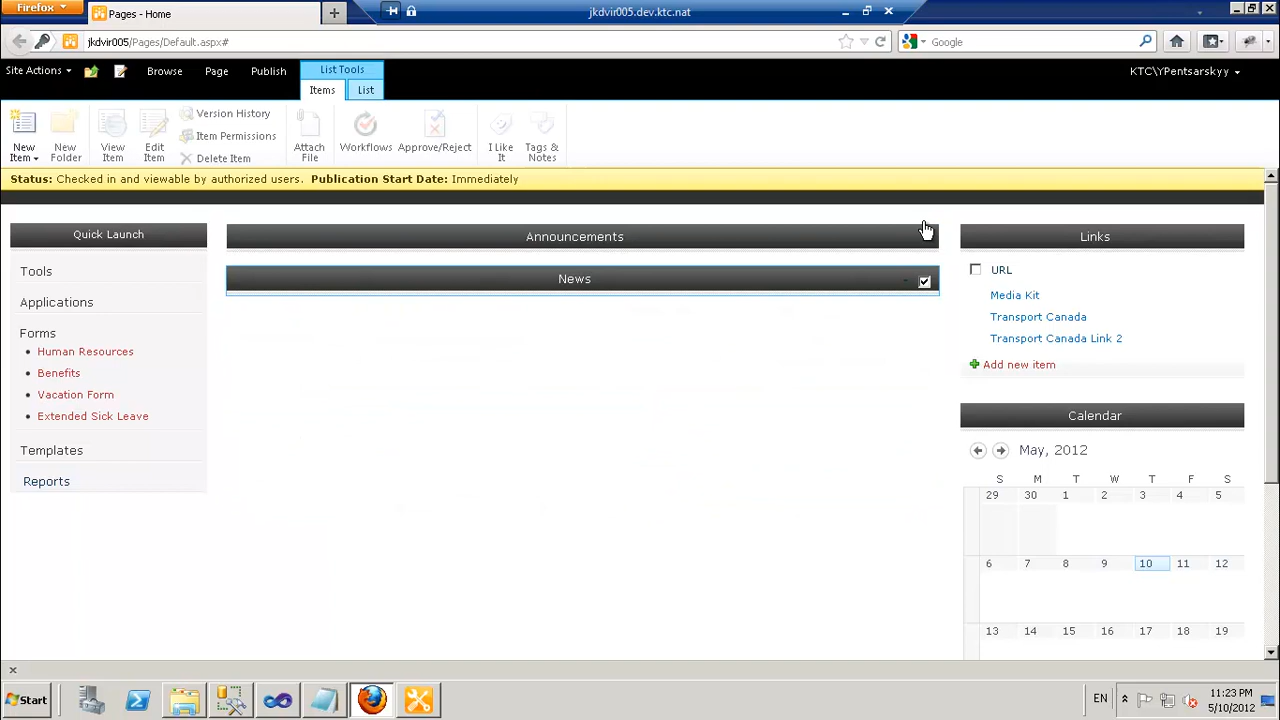 Firefox
Pages - Home
jkdvir005.dev.ktc.nat
jkdvir005/Pages/Default.aspx#
Google
Site Actions
Browse
Page
Publish
List Tools
Items
List
KTC\YPentsarskyy
New Item
New Folder
View Item
Edit Item
Version History
Item Permissions
Delete Item
Attach File
Workflows
Approve/Reject
I Like It
Tags & Notes
Status: Checked in and viewable by authorized users. Publication Start Date: Immediately
Quick Launch
Tools
Applications
Forms
Human Resources
Benefits
Vacation Form
Extended Sick Leave
Templates
Reports
Announcements
News
Links
URL
Media Kit
Transport Canada
Transport Canada Link 2
Add new item
Calendar
May, 2012
S M T W T F S
29 30 1 2 3 4 5
6 7 8 9 10 11 12
13 14 15 16 17 18 19
Start
EN
11:23 PM
5/10/2012